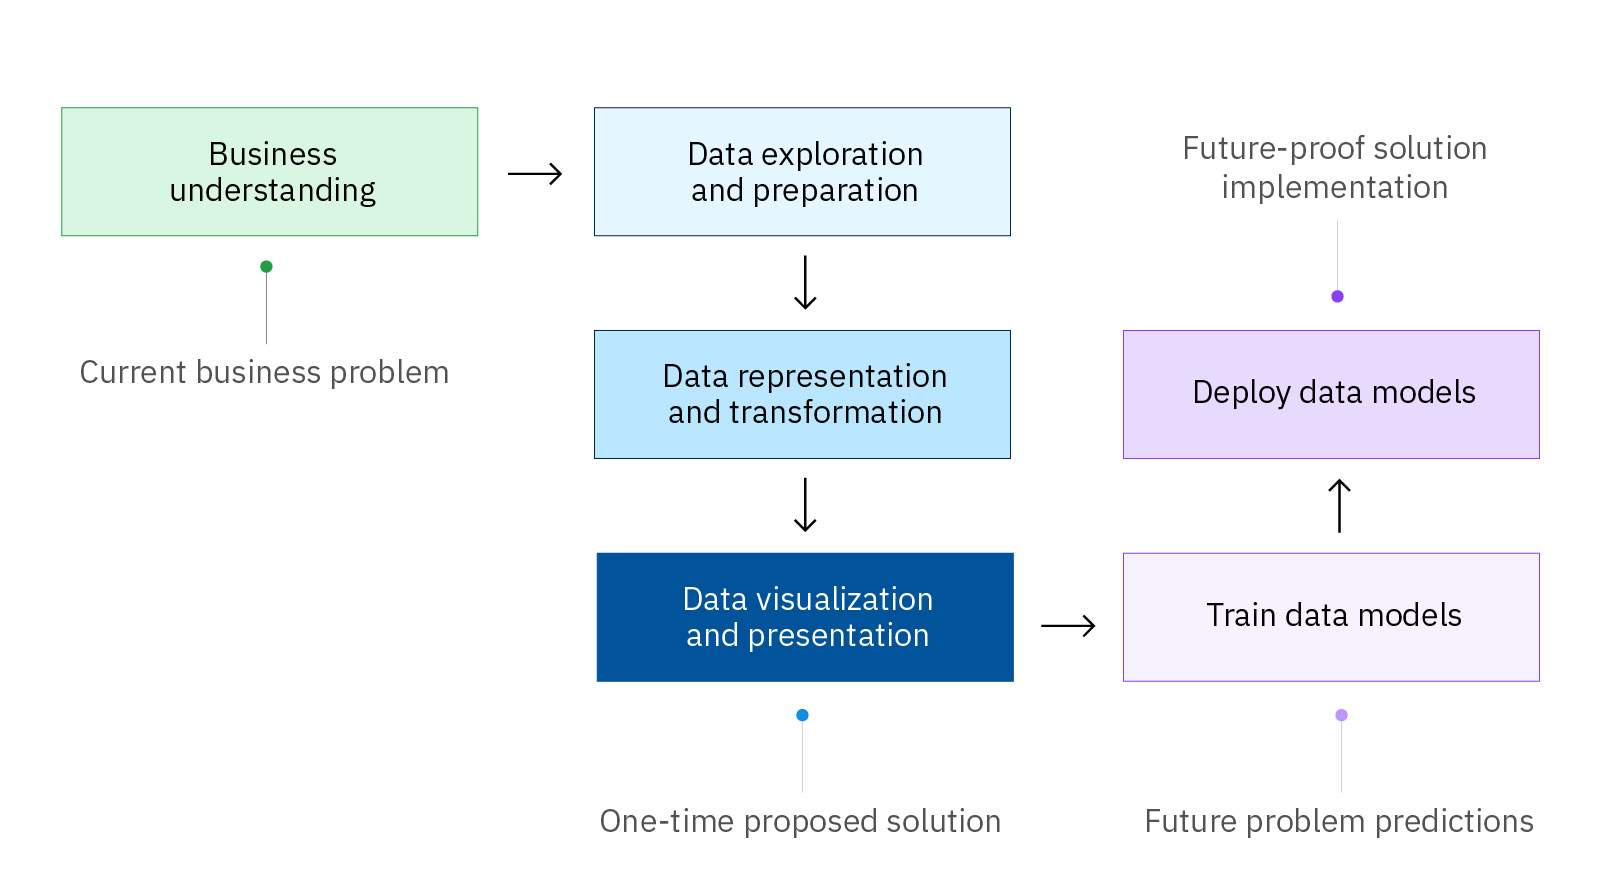 Business
understanding
Current business problem
Data exploration
and preparation
Data representation
and transformation
Data visualization
and presentation
One-time proposed solution
Train data models
Future problem predictions
Deploy data models
Future-proof solution
implementation